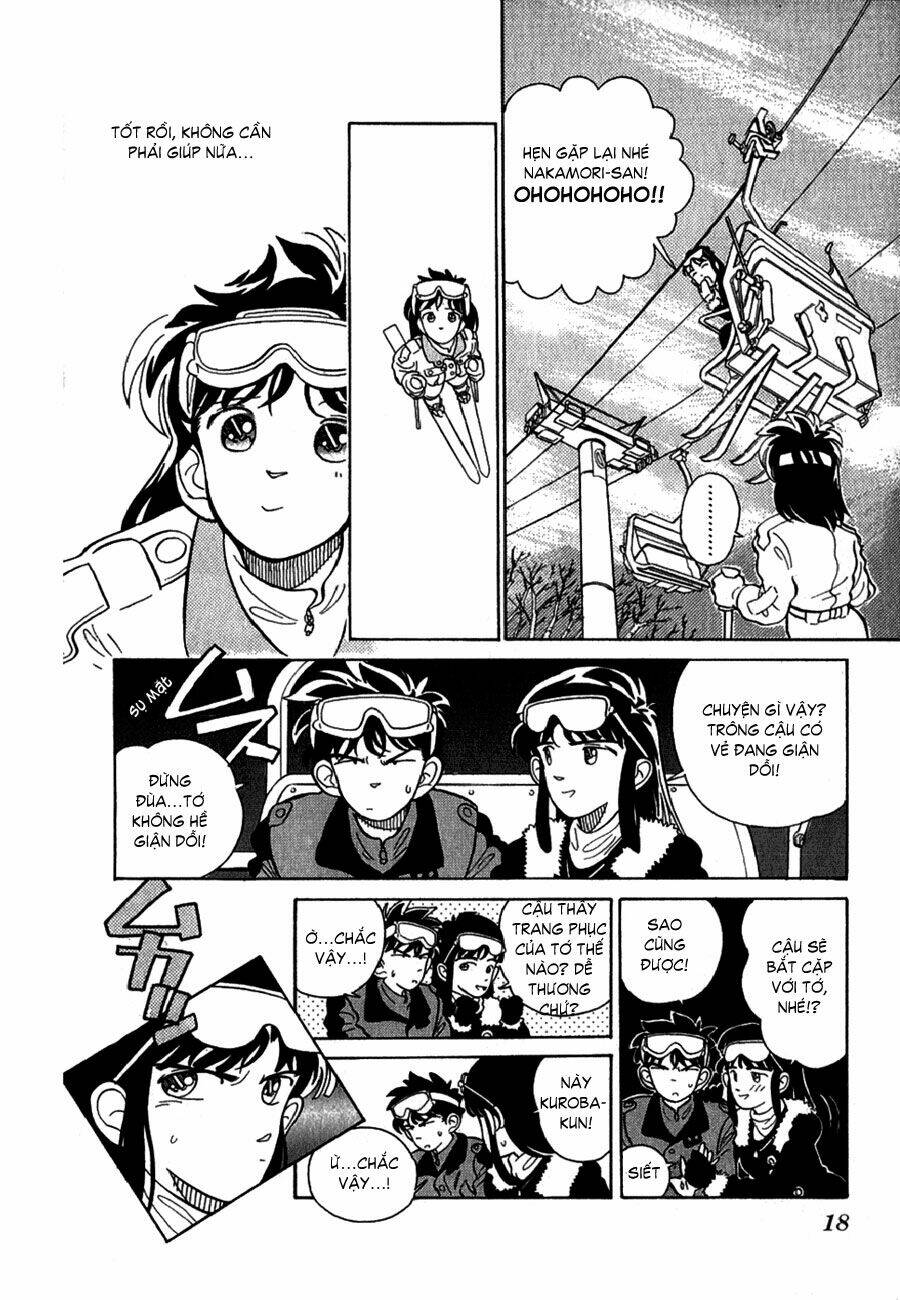 HẸN GẶP LẠI NHÉ
NAKAMORI-SAN!
OHOHOHOHO!!
.........
TỐT RỒI, KHÔNG CẦN
PHẢI GIÚP NỮA...
CHUYỆN GÌ VẬY?
TRÔNG CẬU CÓ
VẺ ĐANG GIẬN
DỖI!
SỤ MẶT
ムス
ĐỪNG
ĐÙA...TỚ
KHÔNG HỀ
GIẬN DỖI!
CẬU SẼ
BẮT CẶP
VỚI TỚ,
NHÉ!?
SAO
CŨNG
ĐƯỢC!
SIẾT
CẬU THẤY
TRANG PHỤC
CỦA TỚ THẾ
NÀO? DỄ
THƯƠNG
CHỨ?
Ờ...CHẮC
VẬY...!
NÀY
KUROBA-
KUN!
Ừ...CHẮC
VẬY...!
ムカッ
18